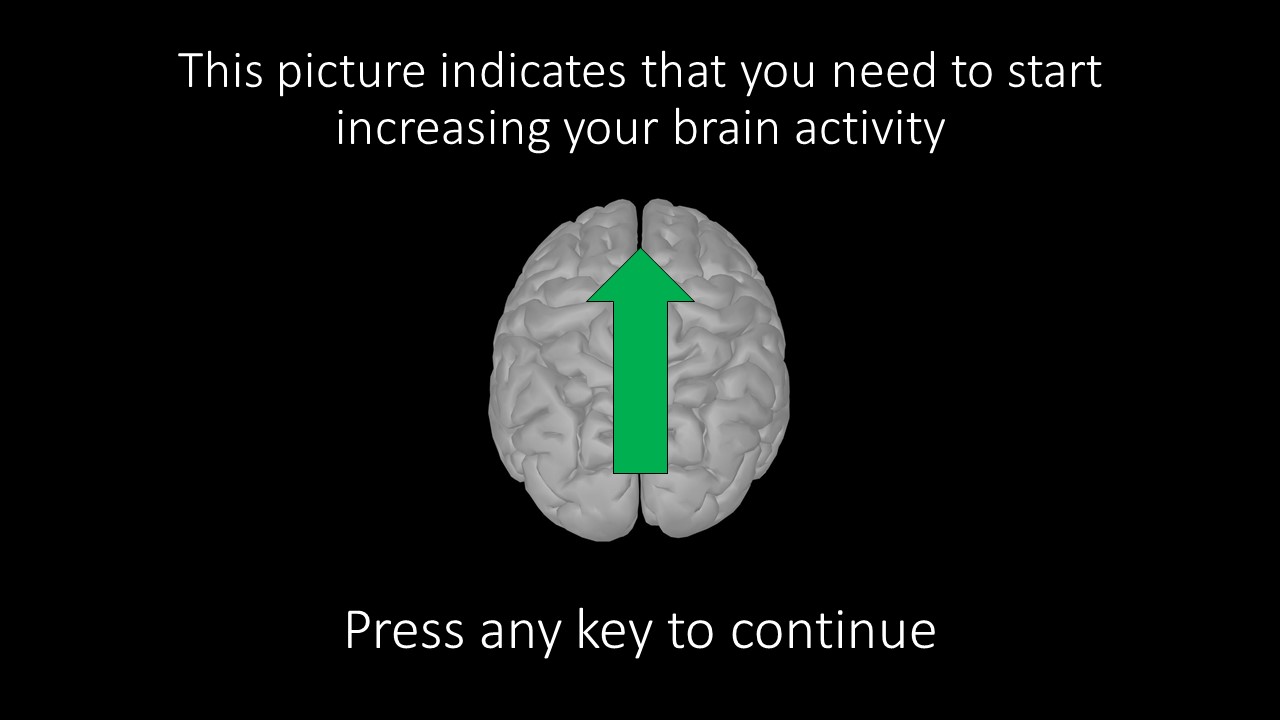 This picture indicates that you need to start
increasing your brain activity
Press any key to continue